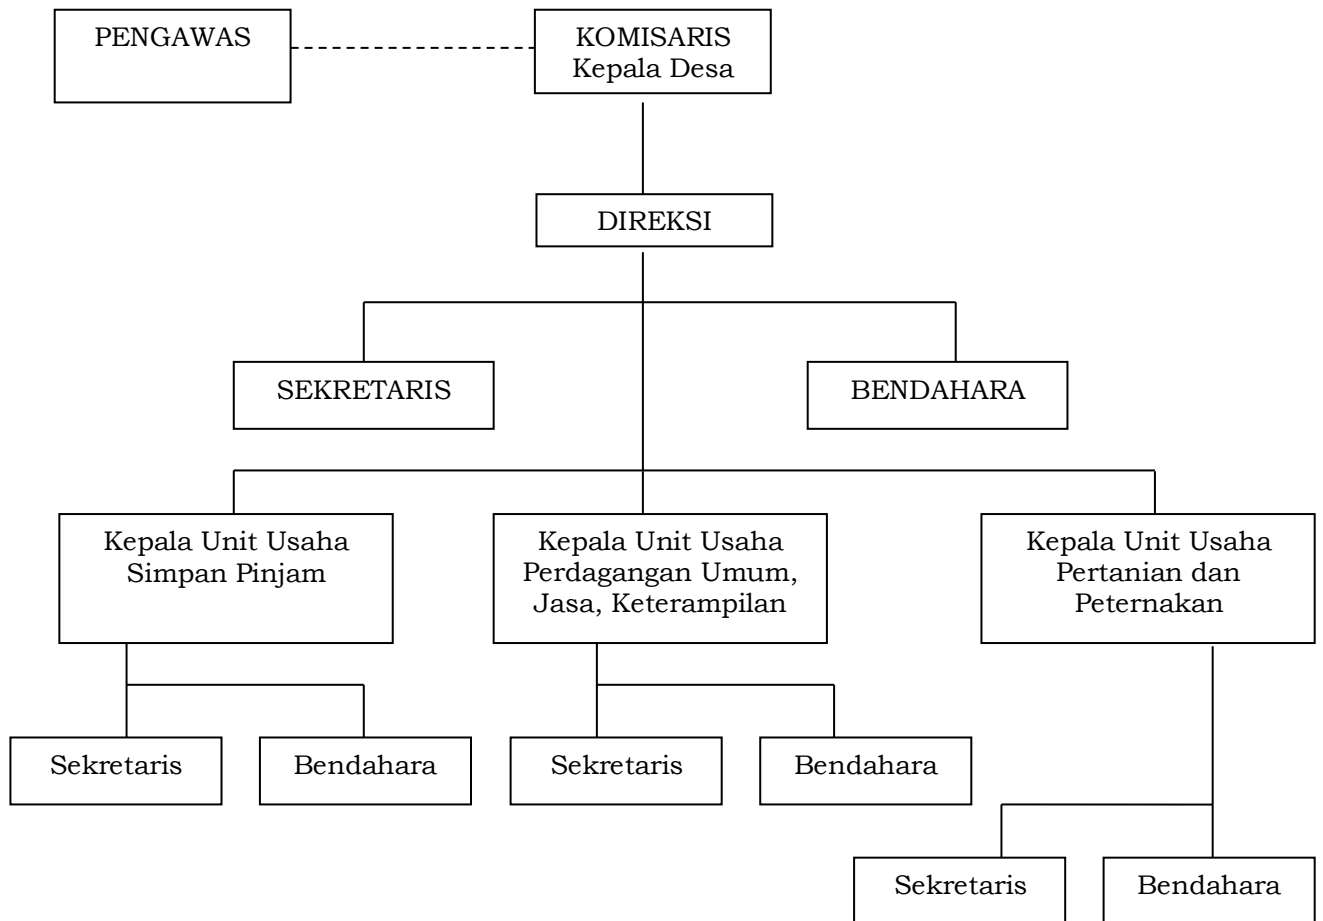 PENGAWAS
KOMISARIS
Kepala Desa
DIREKSI
SEKRETARIS
BENDAHARA
Kepala Unit Usaha
Simpan Pinjam
Kepala Unit Usaha
Perdagangan Umum,
Jasa, Keterampilan
Kepala Unit Usaha
Pertanian dan
Peternakan
Sekretaris
Bendahara
Sekretaris
Bendahara
Sekretaris
Bendahara